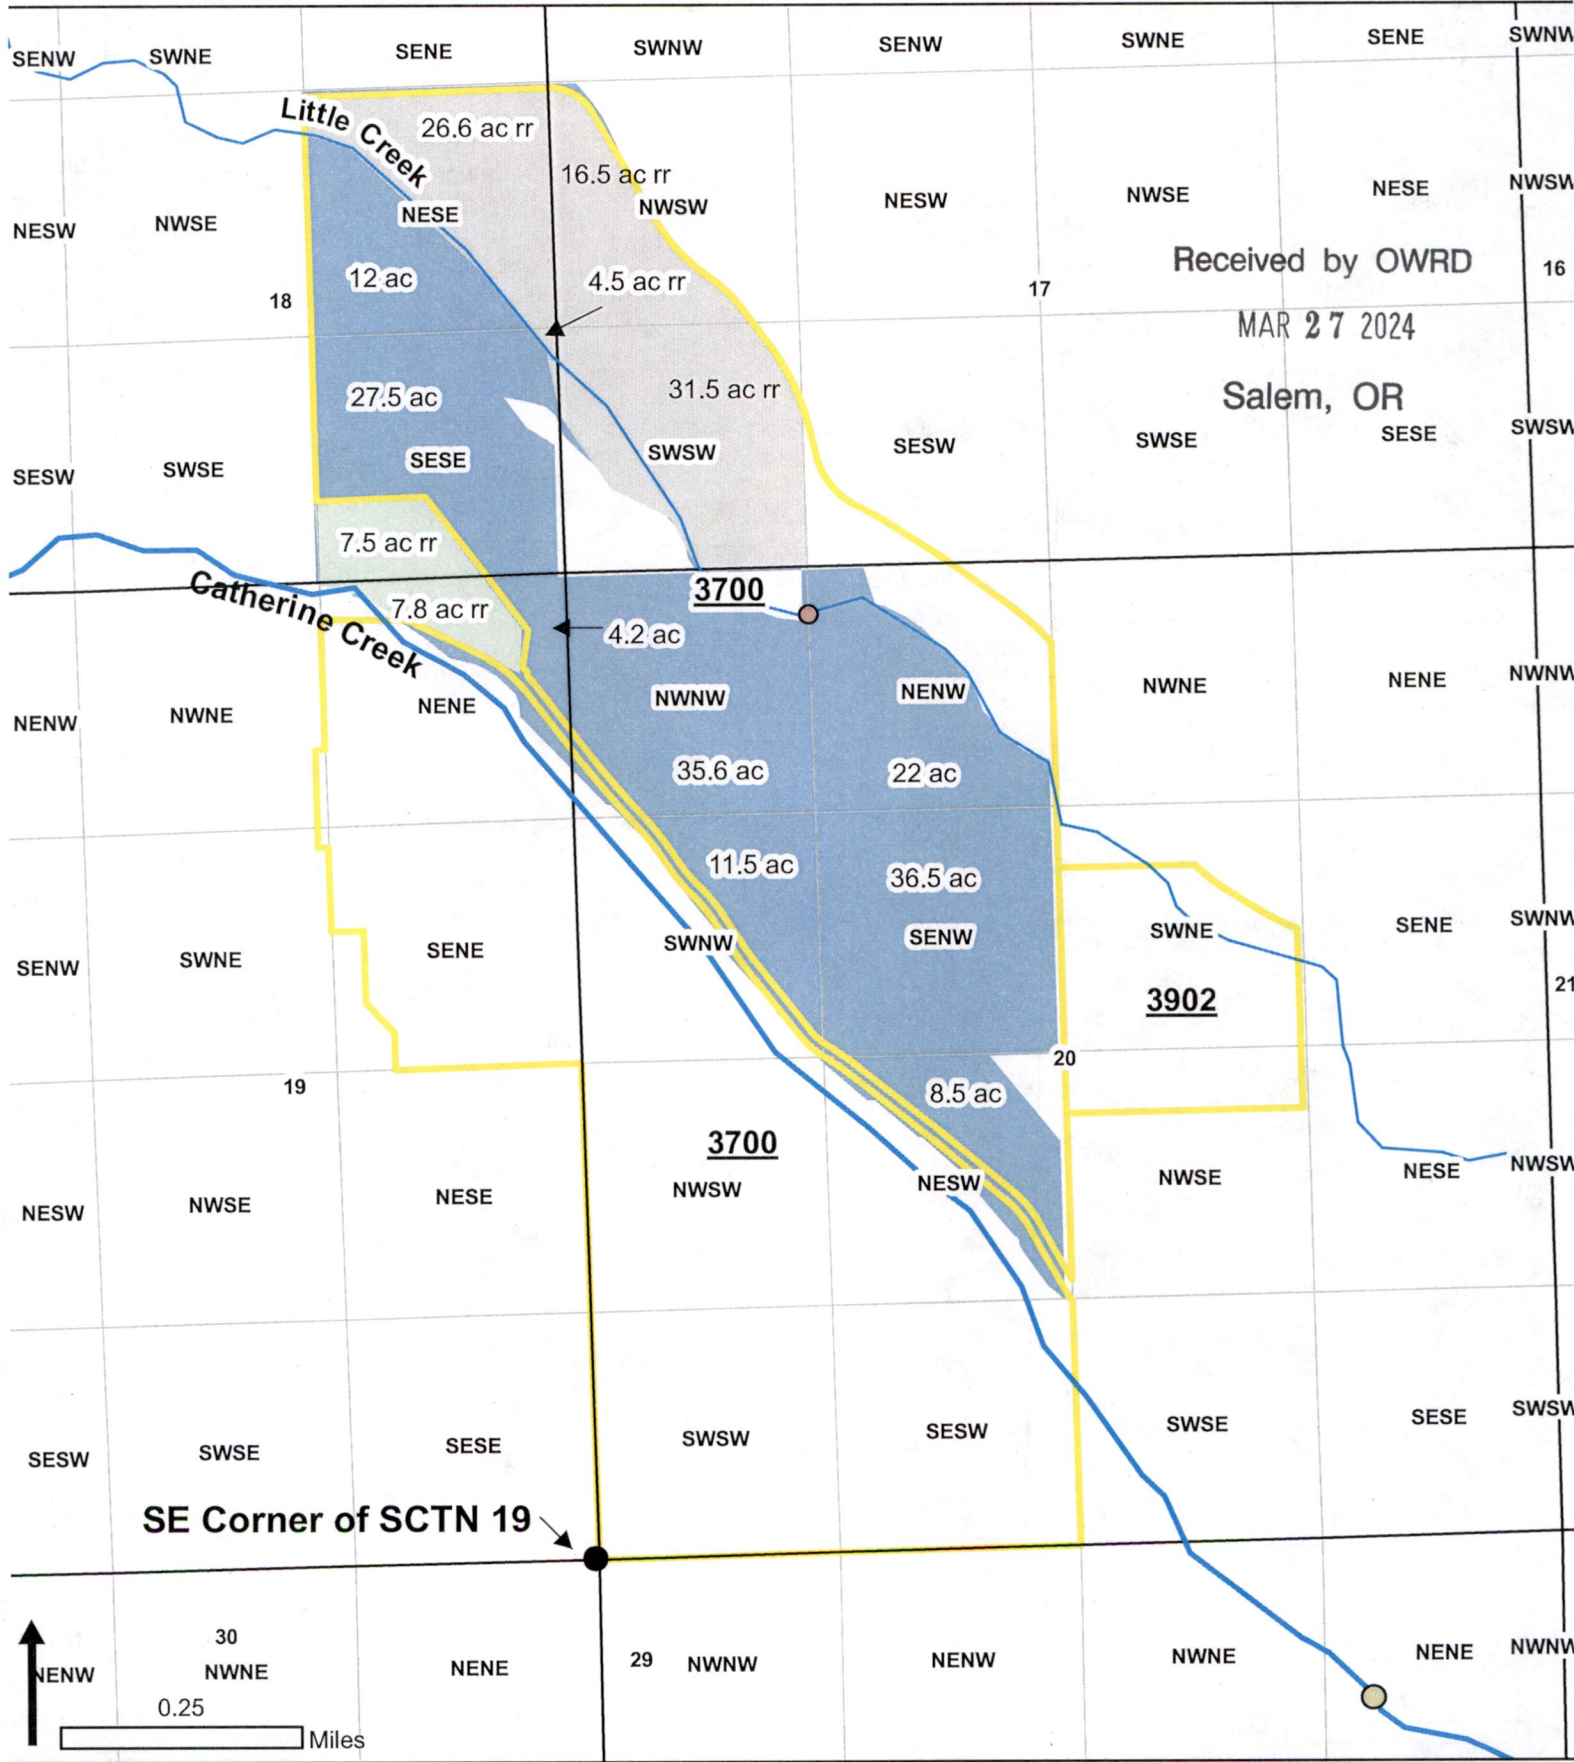 SENW SWNE SENE SWNW SENW SWNE SENE SWNW
Little Creek
26.6 ac rr
16.5 ac rr
NESW NWSE NESE NWSW NESW NWSE NESE NWSW
Received by OWRD
12 ac
4.5 ac rr
18
17
16
MAR 27 2024
27.5 ac
31.5 ac rr
Salem, OR
SESW SWSE SESE SWSW SESW SWSE SESE SWSW
7.5 ac rr
Catherine Creek
7.8 ac rr
3700
4.2 ac
NENW NWNE NENE NWNW NENW NWNE NENE NWNW
35.6 ac
22 ac
11.5 ac
36.5 ac
SENW SWNE SENE SWNW SENW SWNE SENE SWNW
3902
21
19
20
8.5 ac
3700
NESW NWSE NESE NWSW NESW NWSE NESE NWSW
SESW SWSE SESE SWSW SESW SWSE SESE SWSW
SE Corner of SCTN 19
30
29
NENW NWNE NENE NWNW NENW NWNE NENE NWNW
0.25
Miles